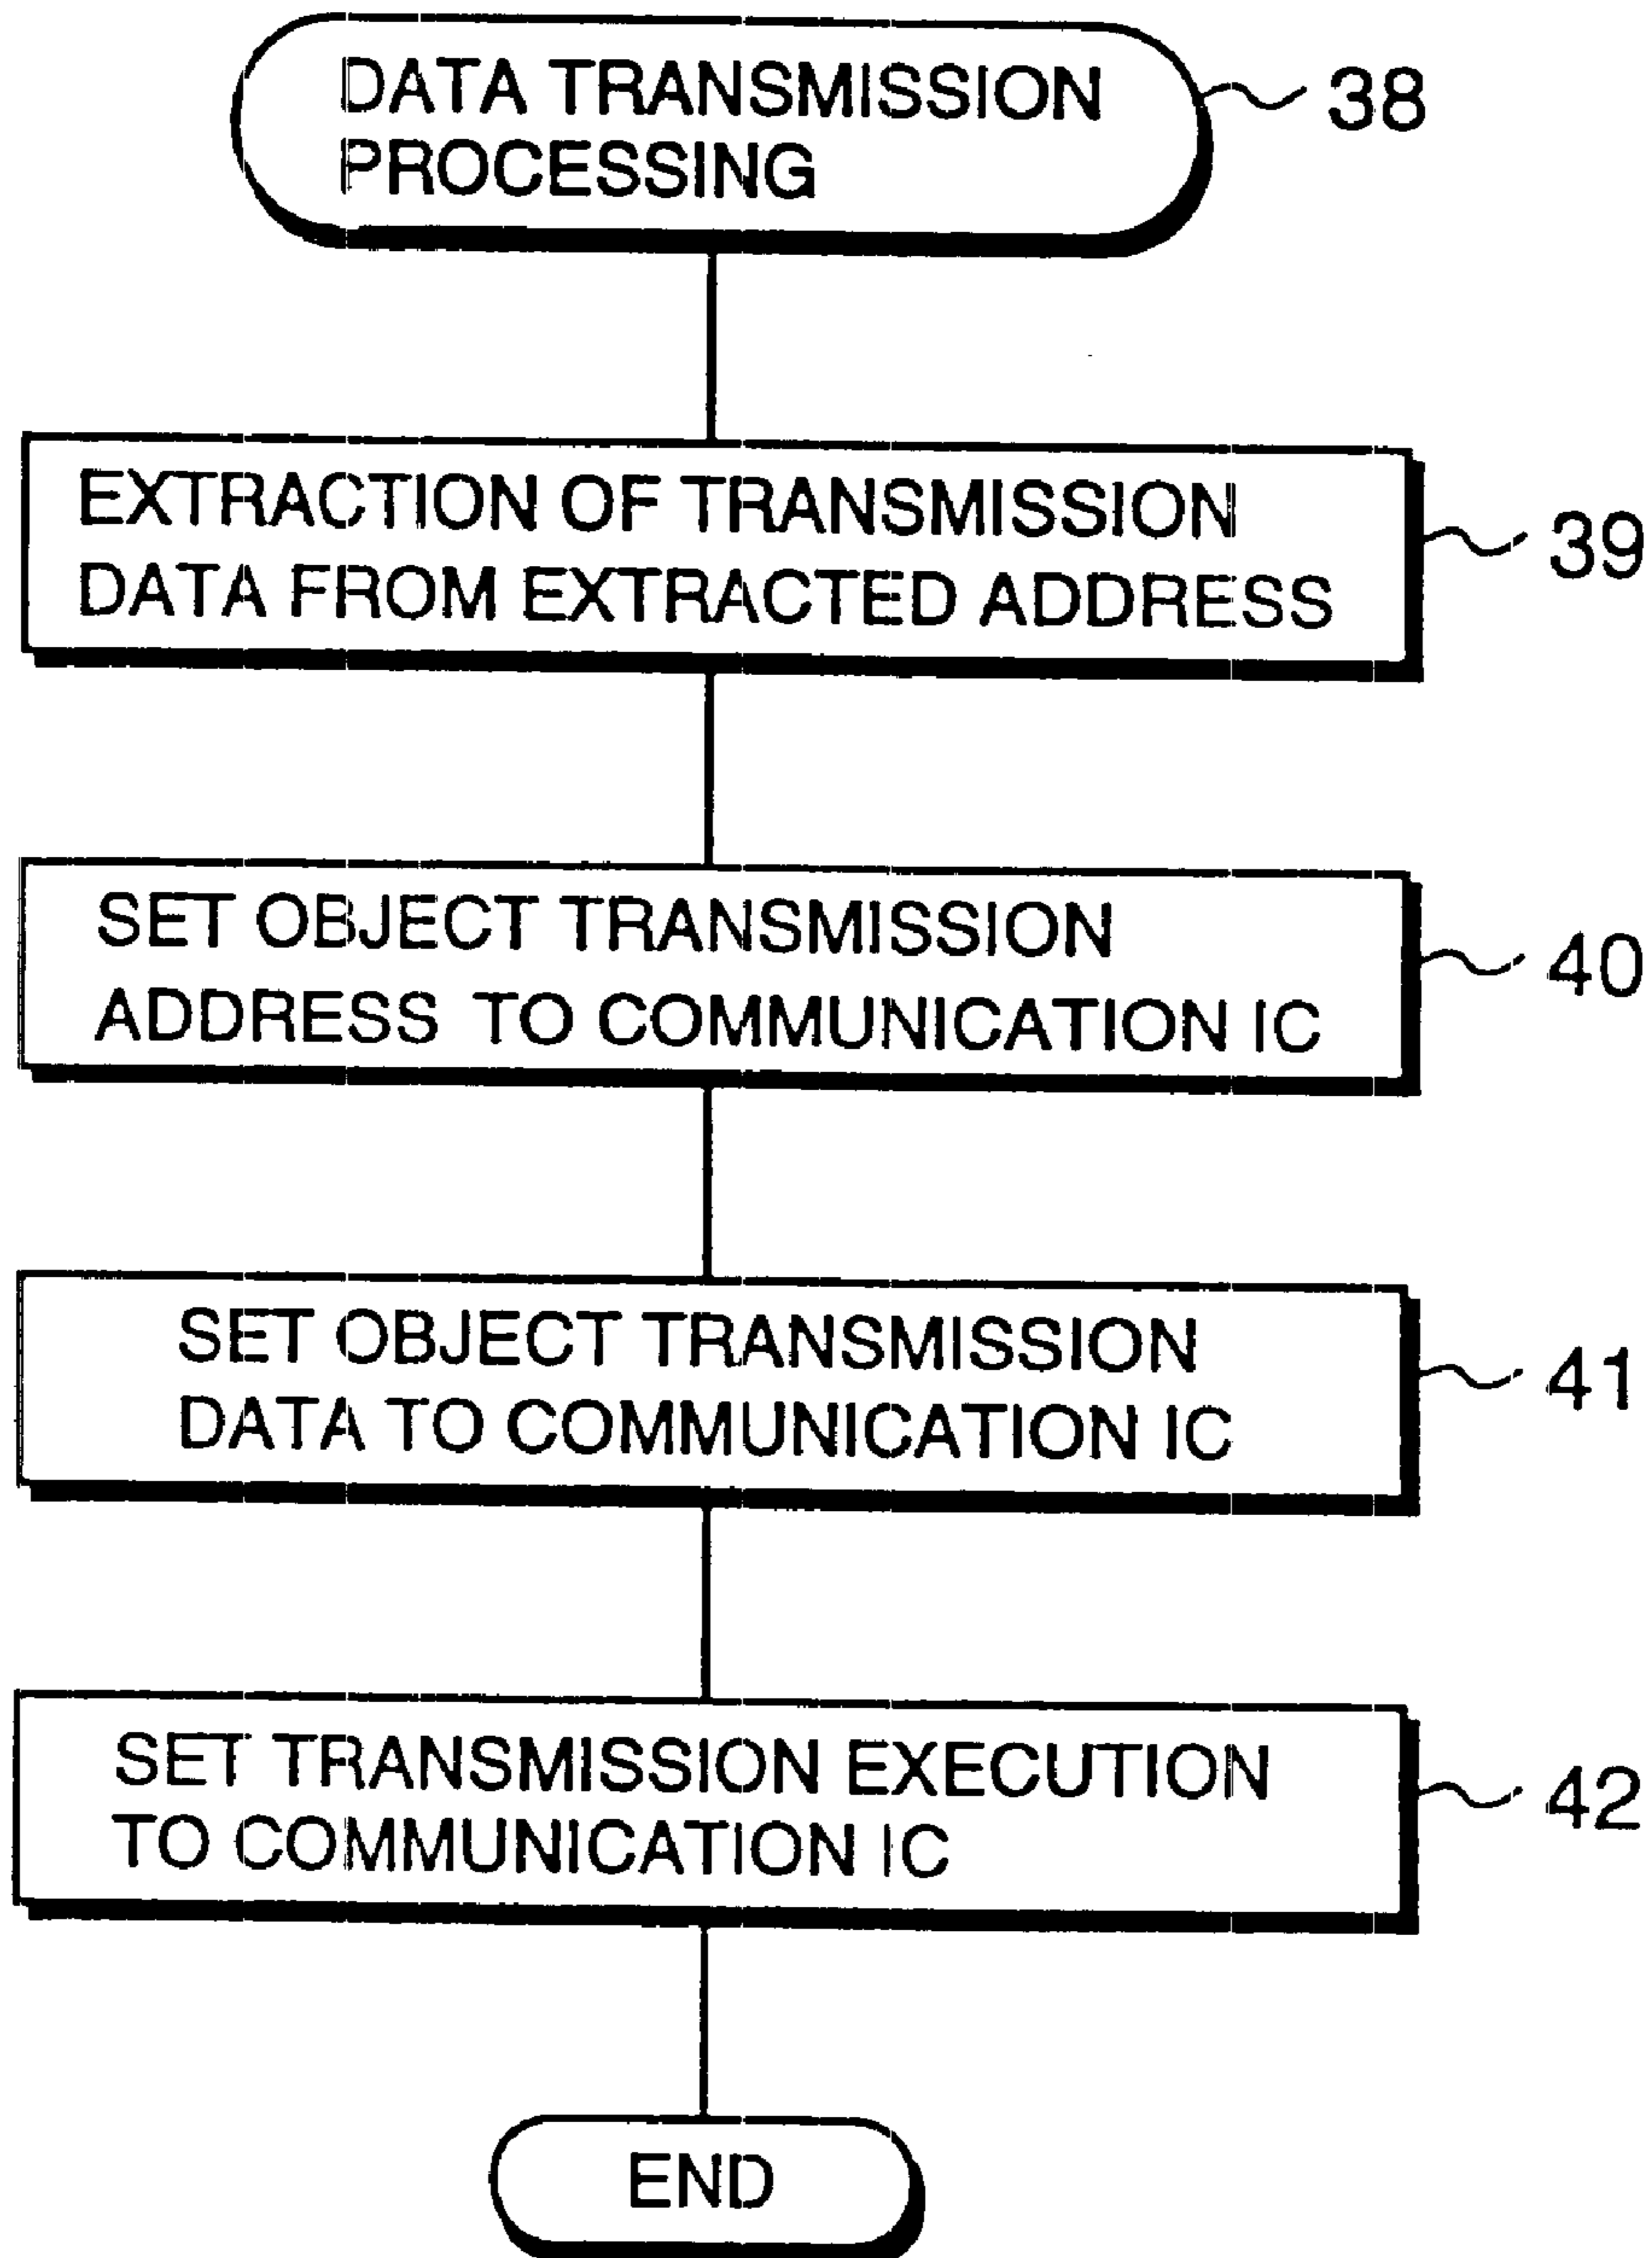 DATA TRANSMISSION
PROCESSING
38
EXTRACTION OF TRANSMISSION
DATA FROM EXTRACTED ADDRESS
39
SET OBJECT TRANSMISSION
ADDRESS TO COMMUNICATION IC
40
SET OBJECT TRANSMISSION
DATA TO COMMUNICATION IC
41
SET TRANSMISSION EXECUTION
TO COMMUNICATION IC
42
END